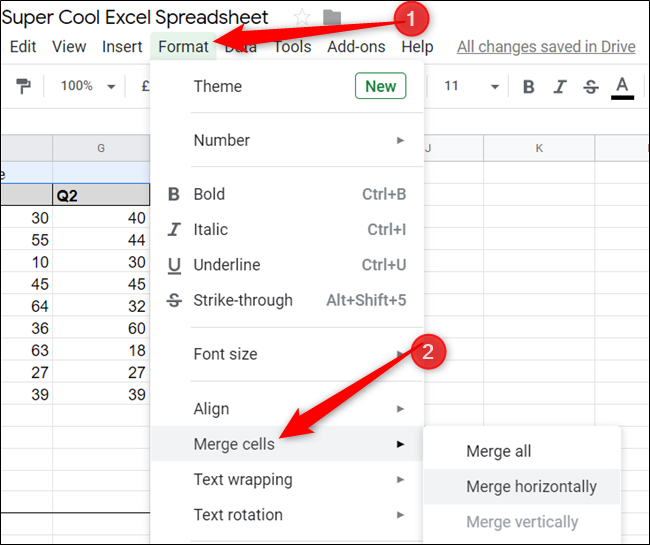 Super Cool Excel Spreadsheet
1
Edit View Insert Format Data Tools Add-ons Help All changes saved in Drive
100% £ 11 B I S A
Theme New
Number
G J K
e
Q2
Bold Ctrl+B
30 40
Italic Ctrl+I
55 44
10 30
Underline Ctrl+U
45 45
Strike-through Alt+Shift+5
64 32
36 60
2
Font size
63 18
27 27
39 39
Align
Merge cells
Merge all
Text wrapping
Merge horizontally
Text rotation
Merge vertically